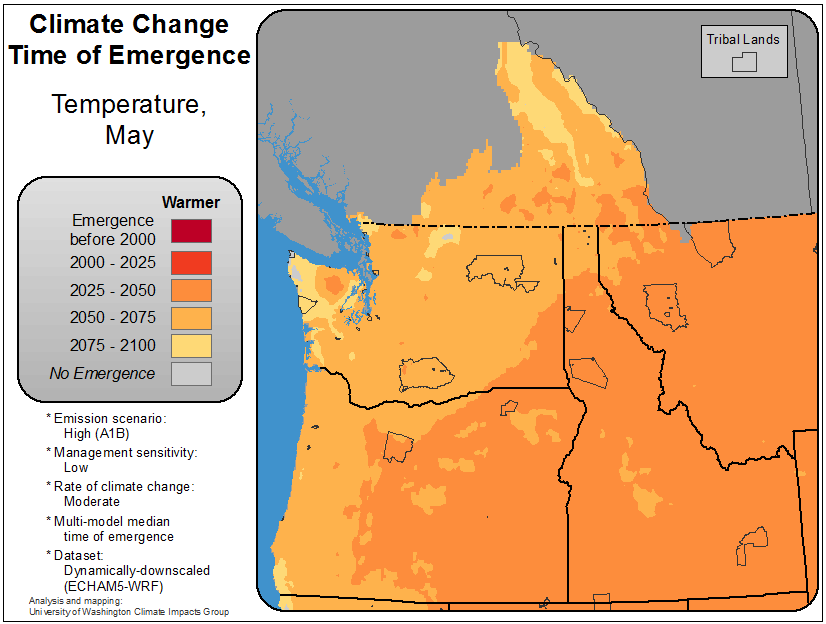 Climate Change
Time of Emergence
Temperature,
May
Warmer
Emergence
before 2000
2000 - 2025
2025 - 2050
2050 - 2075
2075 - 2100
No Emergence
* Emission scenario:
High (A1B)
* Management sensitivity:
Low
* Rate of climate change:
Moderate
* Multi-model median
time of emergence
* Dataset:
Dynamically-downscaled
(ECHAM5-WRF)
Analysis and mapping:
University of Washington Climate Impacts Group
Tribal Lands